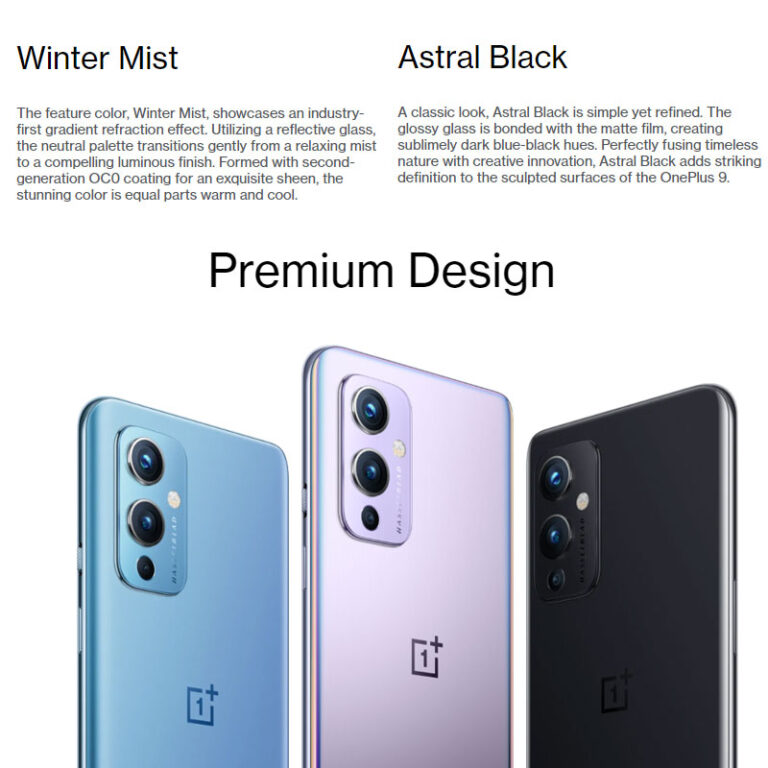 Winter Mist
The feature color, Winter Mist, showcases an industry-
first gradient refraction effect. Utilizing a reflective glass,
the neutral palette transitions gently from a relaxing mist
to a compelling luminous finish. Formed with second-
generation OC0 coating for an exquisite sheen, the
stunning color is equal parts warm and cool.
Astral Black
A classic look, Astral Black is simple yet refined. The
glossy glass is bonded with the matte film, creating
sublimely dark blue-black hues. Perfectly fusing timeless
nature with creative innovation, Astral Black adds striking
definition to the sculpted surfaces of the OnePlus 9.
Premium Design
HASSELBLAD
1+
HASSELBLAD
1+
HASSELBLAD
1+